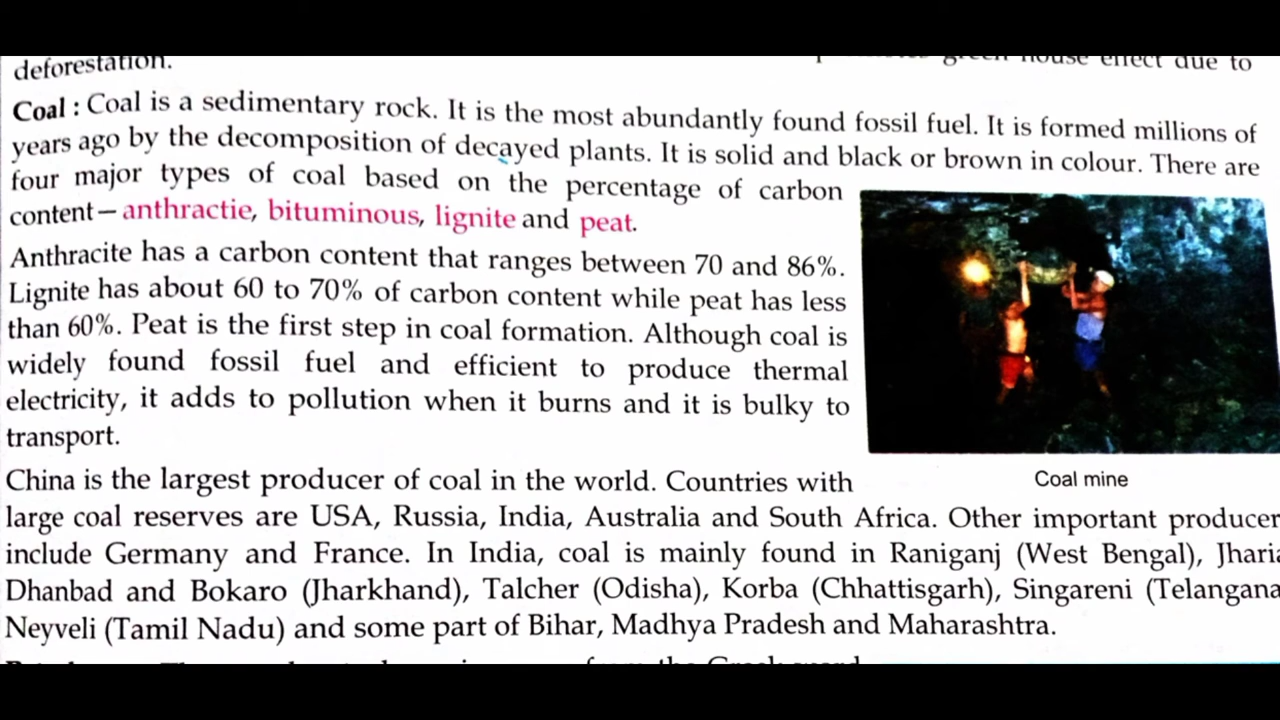 deforestation. green house effect due to
Coal : Coal is a sedimentary rock. It is the most abundantly found fossil fuel. It is formed millions of
years ago by the decomposition of decayed plants. It is solid and black or brown in colour. There are
four major types of coal based on the percentage of carbon
content – anthractie, bituminous, lignite and peat.
Anthracite has a carbon content that ranges between 70 and 86%.
Lignite has about 60 to 70% of carbon content while peat has less
than 60%. Peat is the first step in coal formation. Although coal is
widely found fossil fuel and efficient to produce thermal
electricity, it adds to pollution when it burns and it is bulky to
transport.
Coal mine
China is the largest producer of coal in the world. Countries with
large coal reserves are USA, Russia, India, Australia and South Africa. Other important producer
include Germany and France. In India, coal is mainly found in Raniganj (West Bengal), Jharia
Dhanbad and Bokaro (Jharkhand), Talcher (Odisha), Korba (Chhattisgarh), Singareni (Telangana
Neyveli (Tamil Nadu) and some part of Bihar, Madhya Pradesh and Maharashtra.